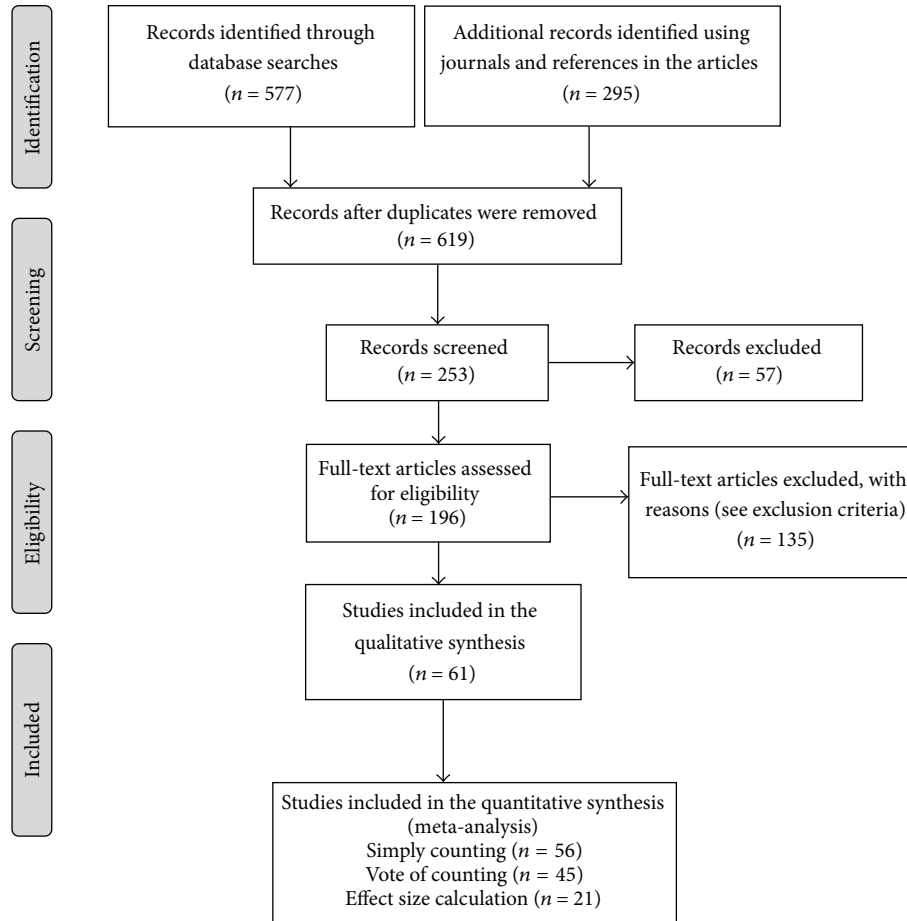 Identification
Records identified through
database searches
(n = 577)
Additional records identified using
journals and references in the articles
(n = 295)
Records after duplicates were removed
(n = 619)
Screening
Records screened
(n = 253)
Records excluded
(n = 57)
Eligibility
Full-text articles assessed
for eligibility
(n = 196)
Full-text articles excluded, with
reasons (see exclusion criteria)
(n = 135)
Studies included in the
qualitative synthesis
(n = 61)
Included
Studies included in the quantitative synthesis
(meta-analysis)
Simply counting (n = 56)
Vote of counting (n = 45)
Effect size calculation (n = 21)